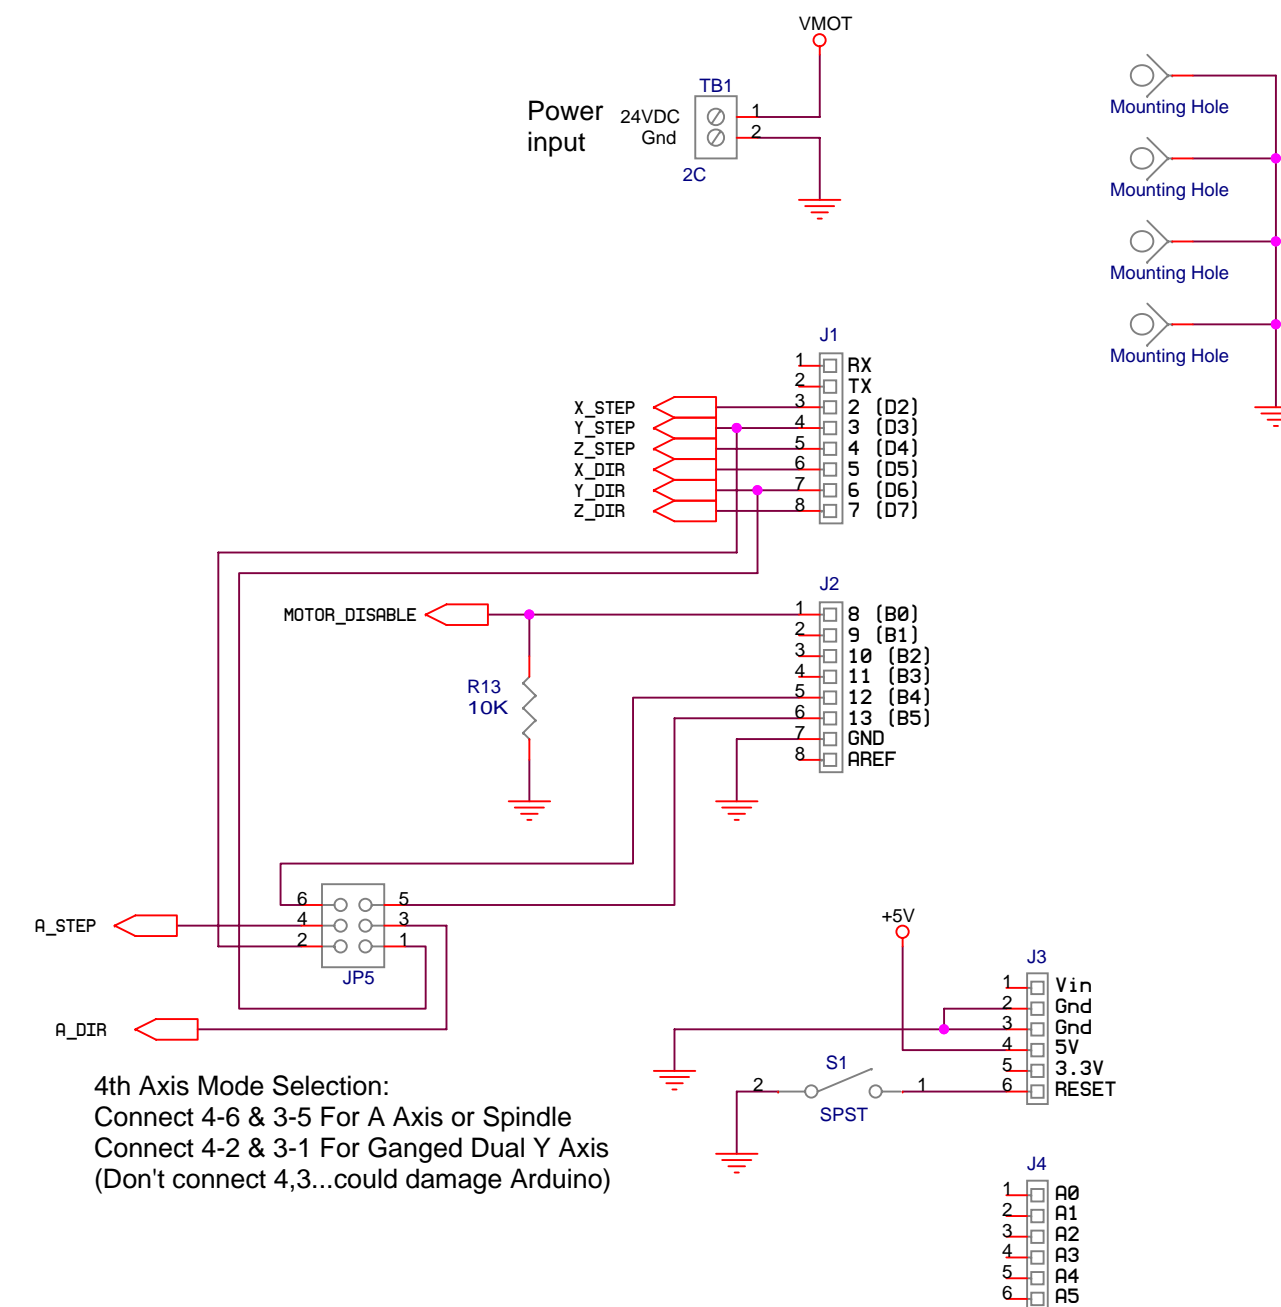 VMOT
TB1
Power
input
24VDC
Gnd
1
2
2C
Mounting Hole
Mounting Hole
Mounting Hole
Mounting Hole
J1
1 RX
2 TX
X_STEP 3 2 (D2)
Y_STEP 4 3 (D3)
Z_STEP 5 4 (D4)
X_DIR 6 5 (D5)
Y_DIR 7 6 (D6)
Z_DIR 8 7 (D7)
J2
MOTOR_DISABLE 1 8 (B0)
2 9 (B1)
3 10 (B2)
4 11 (B3)
5 12 (B4)
6 13 (B5)
7 GND
8 AREF
R13
10K
6 5
A_STEP 4 3
2 1
JP5
A_DIR
+5V
J3
1 Vin
2 Gnd
3 Gnd
4 5V
5 3.3V
6 RESET
S1
2 1
SPST
4th Axis Mode Selection:
Connect 4-6 & 3-5 For A Axis or Spindle
Connect 4-2 & 3-1 For Ganged Dual Y Axis
(Don't connect 4,3...could damage Arduino)
J4
1 A0
2 A1
3 A2
4 A3
5 A4
6 A5